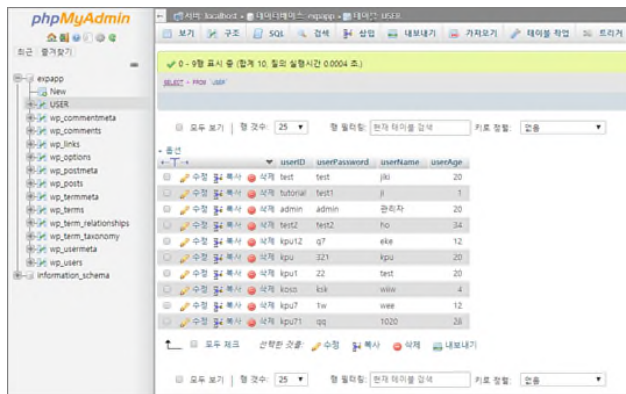 phpMyAdmin
최근 즐겨찾기
expapp
New
USER
wp_commentmeta
wp_comments
wp_links
wp_options
wp_postmeta
wp_posts
wp_termmeta
wp_terms
wp_term_relationships
wp_term_taxonomy
wp_usermeta
wp_users
information_schema
서버: localhost » 데이터베이스: expapp » 테이블: USER
보기 구조 SQL 검색 삽입 내보내기 가져오기 테이블 작업 트리거
0 - 9행 표시 중 (합계 10, 질의 실행시간 0.0004 초.)
SELECT * FROM `USER`
모두 보기 | 행 갯수: 25 행 필터링: 현재 테이블 검색 키로 정렬: 없음
+ 옵션
userID userPassword userName userAge
수정 복사 삭제 test test jiki 20
수정 복사 삭제 tutorial test1 ji 1
수정 복사 삭제 admin admin 관리자 20
수정 복사 삭제 test2 test2 ho 34
수정 복사 삭제 kpu12 q7 eke 12
수정 복사 삭제 kpu 321 kpu 20
수정 복사 삭제 kpu1 22 test 20
수정 복사 삭제 koso ksk wiiw 4
수정 복사 삭제 kpu7 1w wee 12
수정 복사 삭제 kpu71 qq 1020 28
모두 체크 선택한 것을: 수정 복사 삭제 내보내기
모두 보기 | 행 갯수: 25 행 필터링: 현재 테이블 검색 키로 정렬: 없음